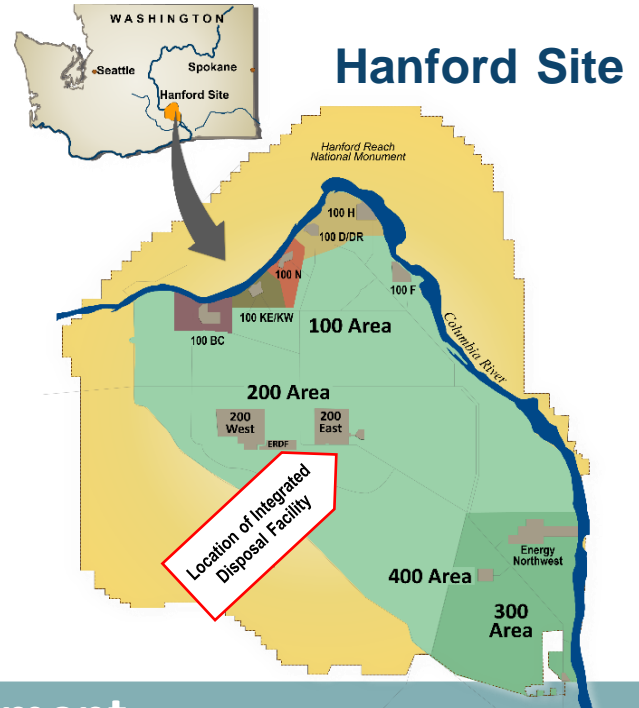 WASHINGTON
Seattle
Spokane
Hanford Site
Hanford Site
Hanford Reach
National Monument
100 H
100 D/DR
100 N
100 F
100 KE/KW
100 BC
100 Area
Columbia River
200 Area
200
West
200
East
ERDF
Location of Integrated
Disposal Facility
Energy
Northwest
400 Area
300
Area